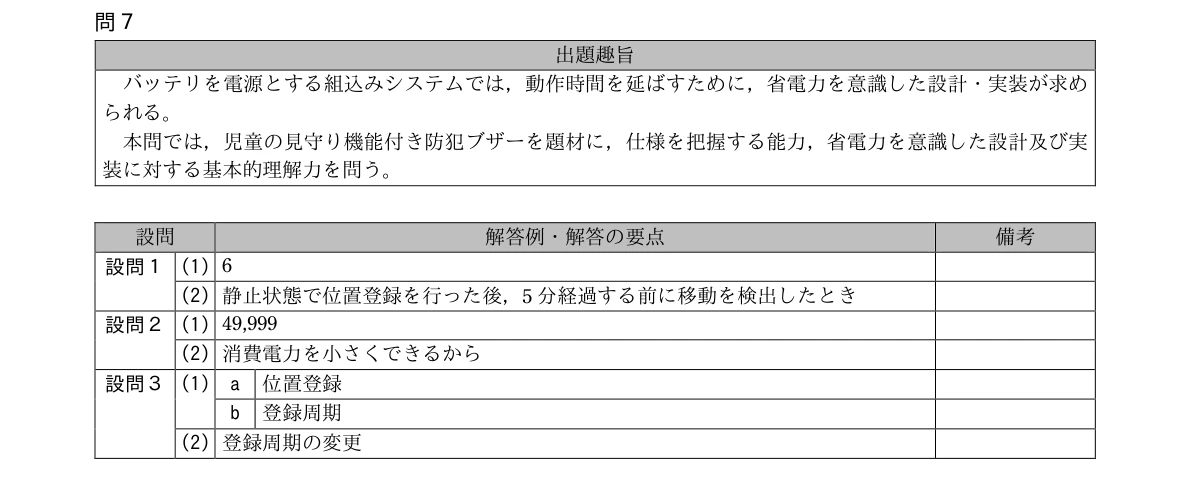 問7
出題趣旨
バッテリを電源とする組込みシステムでは，動作時間を延ばすために，省電力を意識した設計・実装が求め
られる。
本問では，児童の見守り機能付き防犯ブザーを題材に，仕様を把握する能力，省電力を意識した設計及び実
装に対する基本的理解力を問う。
設問 解答例・解答の要点 備考
設問1 (1) 6
(2) 静止状態で位置登録を行った後，5分経過する前に移動を検出したとき
設問2 (1) 49,999
(2) 消費電力を小さくできるから
設問3 (1) a 位置登録
b 登録周期
(2) 登録周期の変更